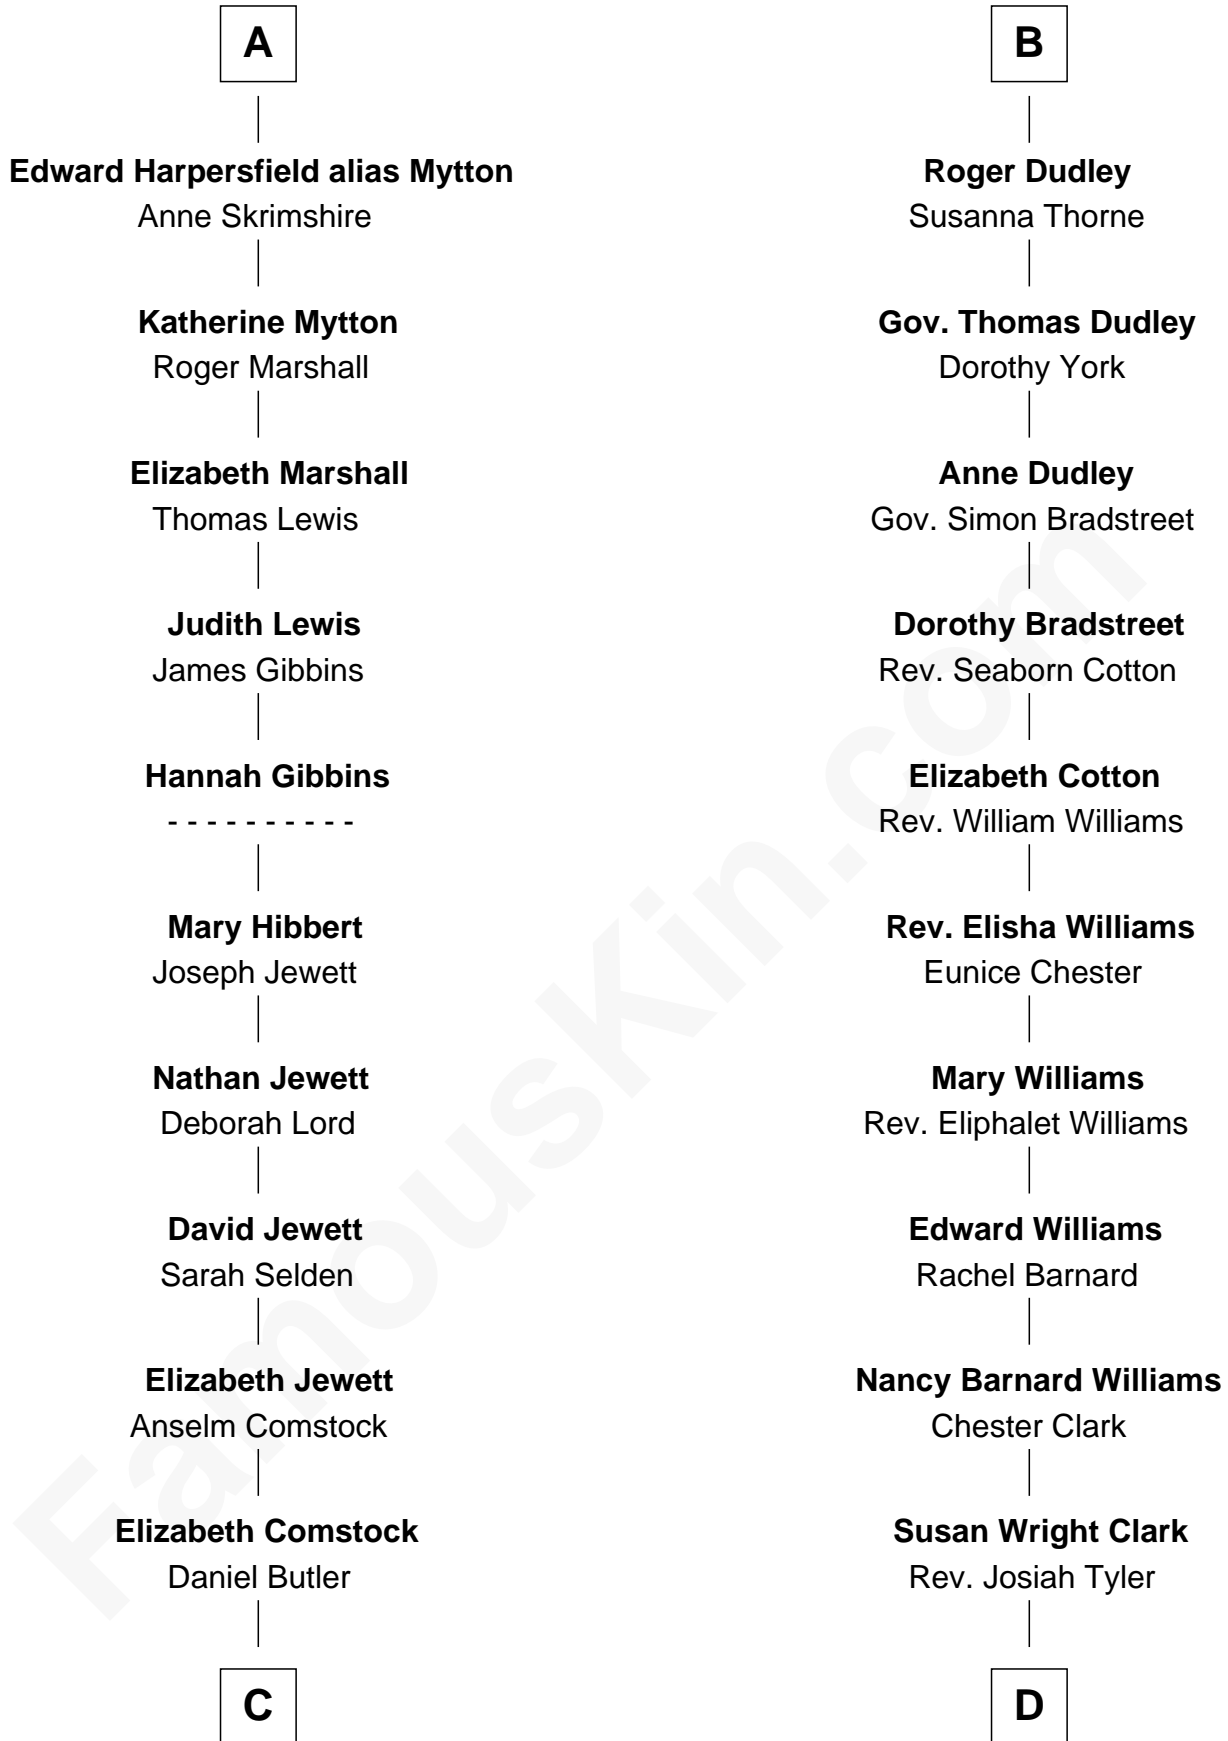 A
Edward Harpersfield alias Mytton
Anne Skrimshire
Katherine Mytton
Roger Marshall
Elizabeth Marshall
Thomas Lewis
Judith Lewis
James Gibbins
Hannah Gibbins
- - - - - - - - - -
Mary Hibbert
Joseph Jewett
Nathan Jewett
Deborah Lord
David Jewett
Sarah Selden
Elizabeth Jewett
Anselm Comstock
Elizabeth Comstock
Daniel Butler
C
B
Roger Dudley
Susanna Thorne
Gov. Thomas Dudley
Dorothy York
Anne Dudley
Gov. Simon Bradstreet
Dorothy Bradstreet
Rev. Seaborn Cotton
Elizabeth Cotton
Rev. William Williams
Rev. Elisha Williams
Eunice Chester
Mary Williams
Rev. Eliphalet Williams
Edward Williams
Rachel Barnard
Nancy Barnard Williams
Chester Clark
Susan Wright Clark
Rev. Josiah Tyler
D
FamousKin.com